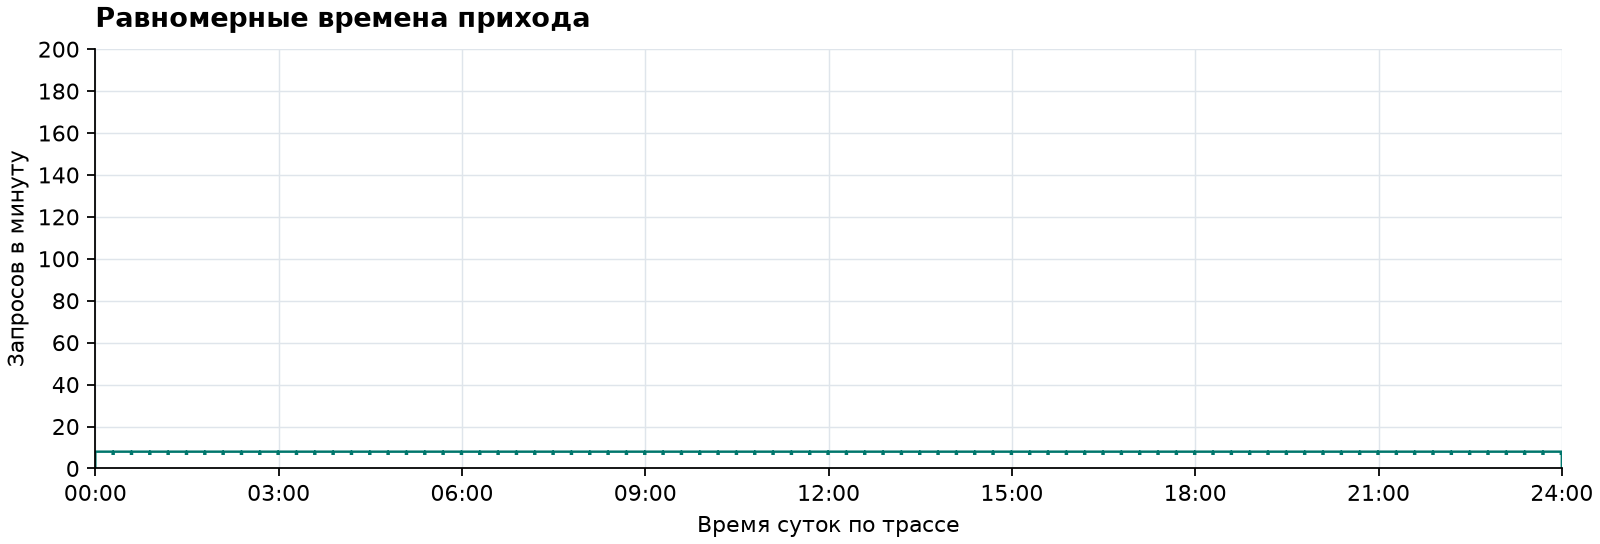 Равномерные времена прихода
200
180
160
140
120
100
80
60
40
20
0
Запросов в минуту
00:00 03:00 06:00 09:00 12:00 15:00 18:00 21:00 24:00
Время суток по трассе